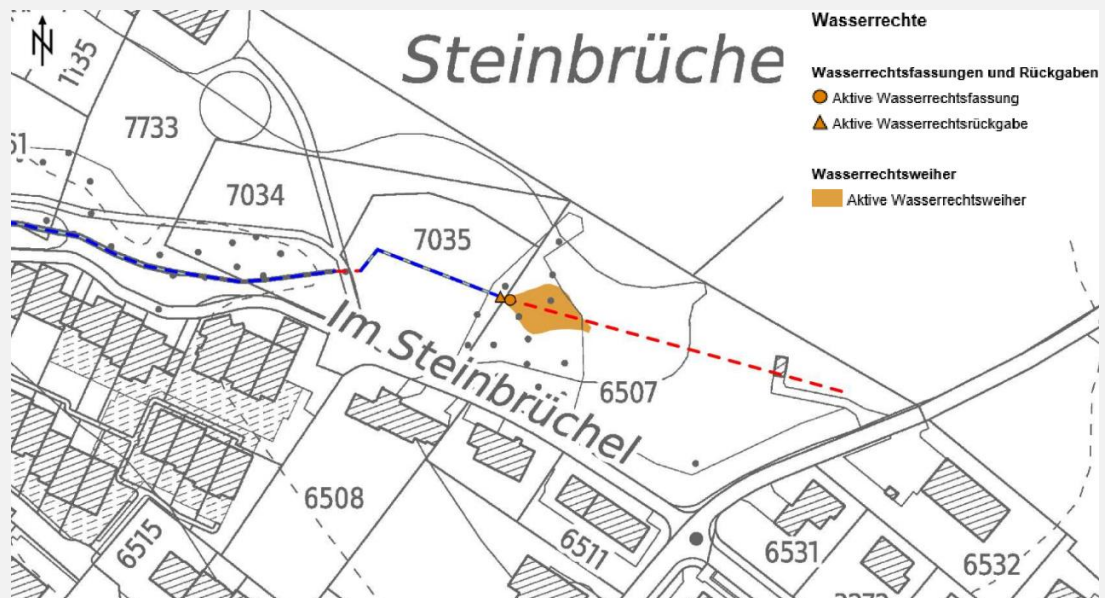 Steinbrüche
N
1135
7733
61
7034
7035
Im Steinbrüchel
6507
6508
6515
6511
6531
6532
Wasserrechte
Wasserrechtsfassungen und Rückgaben
Aktive Wasserrechtsfassung
Aktive Wasserrechtsrückgabe
Wasserrechtsweiher
Aktive Wasserrechtsweiher